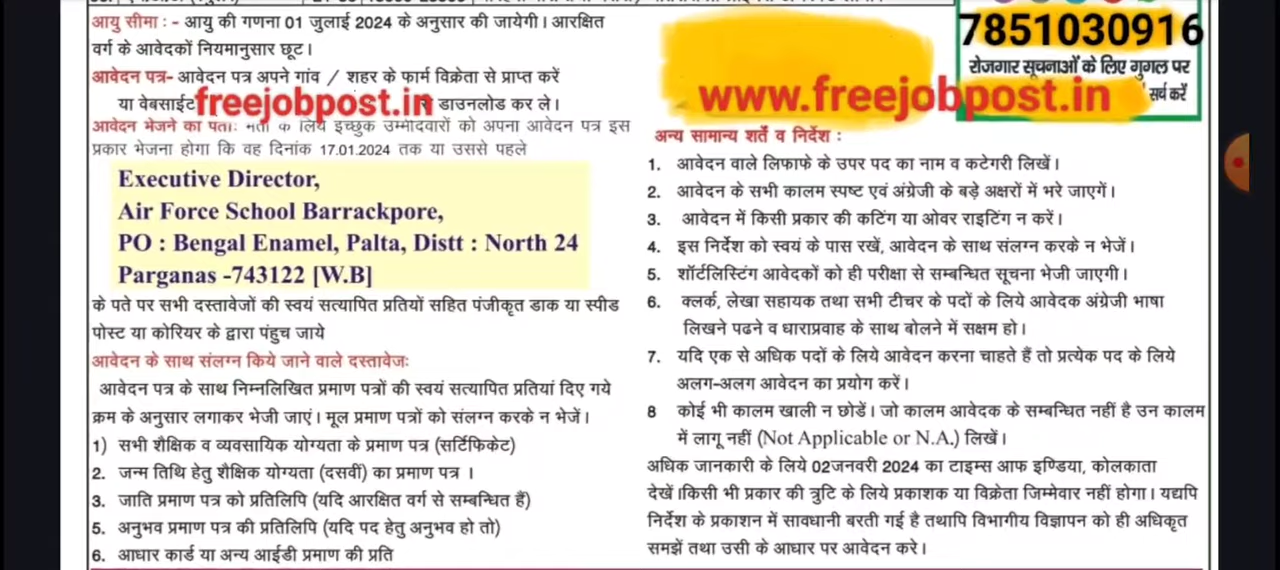 आयु सीमा : - आयु की गणना 01 जुलाई 2024 के अनुसार की जायेगी। आरक्षित
वर्ग के आवेदकों नियमानुसार छूट।
आवेदन पत्र- आवेदन पत्र अपने गांव / शहर के फार्म विक्रेता से प्राप्त करें
या वेबसाईट freejobpost.in डाउनलोड कर ले।
आवेदन भेजने का पताः भर्ती के लिये इच्छुक उम्मीदवारों को अपना आवेदन पत्र इस
प्रकार भेजना होगा कि वह दिनांक 17.01.2024 तक या उससे पहले
Executive Director,
Air Force School Barrackpore,
PO : Bengal Enamel, Palta, Distt : North 24
Parganas -743122 [W.B]
के पते पर सभी दस्तावेजों की स्वयं सत्यापित प्रतियों सहित पंजीकृत डाक या स्पीड
पोस्ट या कोरियर के द्वारा पंहुच जाये
आवेदन के साथ संलग्न किये जाने वाले दस्तावेजः
आवेदन पत्र के साथ निम्नलिखित प्रमाण पत्रों की स्वयं सत्यापित प्रतियां दिए गये
क्रम के अनुसार लगाकर भेजी जाएं। मूल प्रमाण पत्रों को संलग्न करके न भेजें।
1) सभी शैक्षिक व व्यवसायिक योग्यता के प्रमाण पत्र (सर्टिफिकेट)
2. जन्म तिथि हेतु शैक्षिक योग्यता (दसवीं) का प्रमाण पत्र ।
3. जाति प्रमाण पत्र को प्रतिलिपि (यदि आरक्षित वर्ग से सम्बन्धित हैं)
5. अनुभव प्रमाण पत्र की प्रतिलिपि (यदि पद हेतु अनुभव हो तो)
6. आधार कार्ड या अन्य आईडी प्रमाण की प्रति
7851030916
रोजगार सूचनाओं के लिए गुगल पर
www.freejobpost.in सर्च करें
अन्य सामान्य शर्ते व निर्देश :
1. आवेदन वाले लिफाफे के उपर पद का नाम व कटेगरी लिखें।
2. आवेदन के सभी कालम स्पष्ट एवं अंग्रेजी के बड़े अक्षरों में भरे जाएगें।
3. आवेदन में किसी प्रकार की कटिंग या ओवर राइटिंग न करें।
4. इस निर्देश को स्वयं के पास रखें, आवेदन के साथ संलग्न करके न भेजें।
5. शॉर्टलिस्टिंग आवेदकों को ही परीक्षा से सम्बन्धित सूचना भेजी जाएगी।
6. क्लर्क, लेखा सहायक तथा सभी टीचर के पदों के लिये आवेदक अंग्रेजी भाषा
लिखने पढने व धाराप्रवाह के साथ बोलने में सक्षम हो।
7. यदि एक से अधिक पदों के लिये आवेदन करना चाहते हैं तो प्रत्येक पद के लिये
अलग-अलग आवेदन का प्रयोग करें।
8 कोई भी कालम खाली न छोडें। जो कालम आवेदक के सम्बन्धित नहीं है उन कालम
में लागू नहीं (Not Applicable or N.A.) लिखें।
अधिक जानकारी के लिये 02जनवरी 2024 का टाइम्स आफ इण्डिया, कोलकाता
देखें।किसी भी प्रकार की त्रुटि के लिये प्रकाशक या विक्रेता जिम्मेवार नहीं होगा। यद्यपि
निर्देश के प्रकाशन में सावधानी बरती गई है तथापि विभागीय विज्ञापन को ही अधिकृत
समझें तथा उसी के आधार पर आवेदन करे।